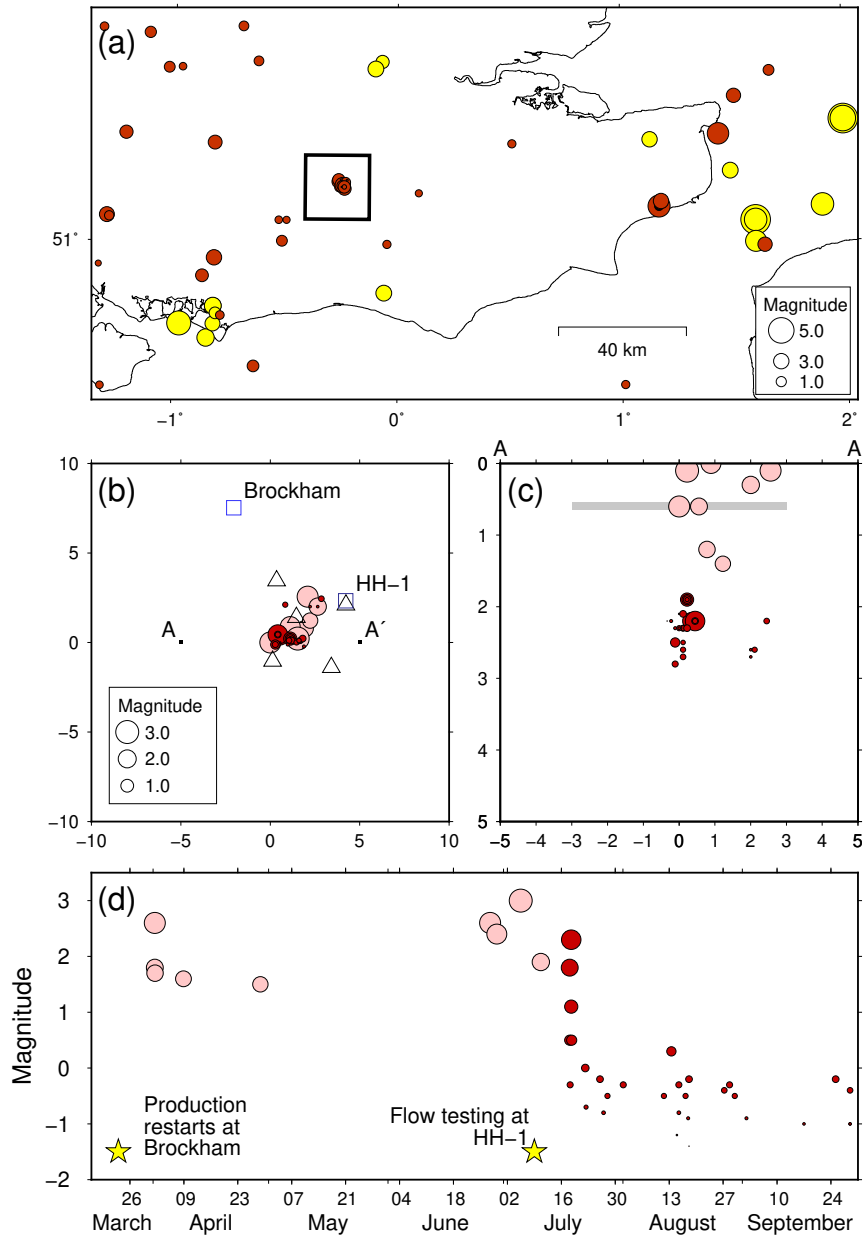 (a)
51°
40 km
Magnitude
5.0
3.0
1.0
−1° 0° 1° 2°
(b)
Brockham
HH−1
A A´
Magnitude
3.0
2.0
1.0
10
5
0
−5
−10
−10 −5 0 5 10
A A
(c)
0
1
2
3
4
5
−5 −4 −3 −2 −1 0 1 2 3 4 5
−5 0 5
(d)
Magnitude
3
2
1
0
−1
−2
Production
restarts at
Brockham
Flow testing at
HH−1
26 09 23 07 21 04 18 02 16 30 13 27 10 24
March April May June July August September